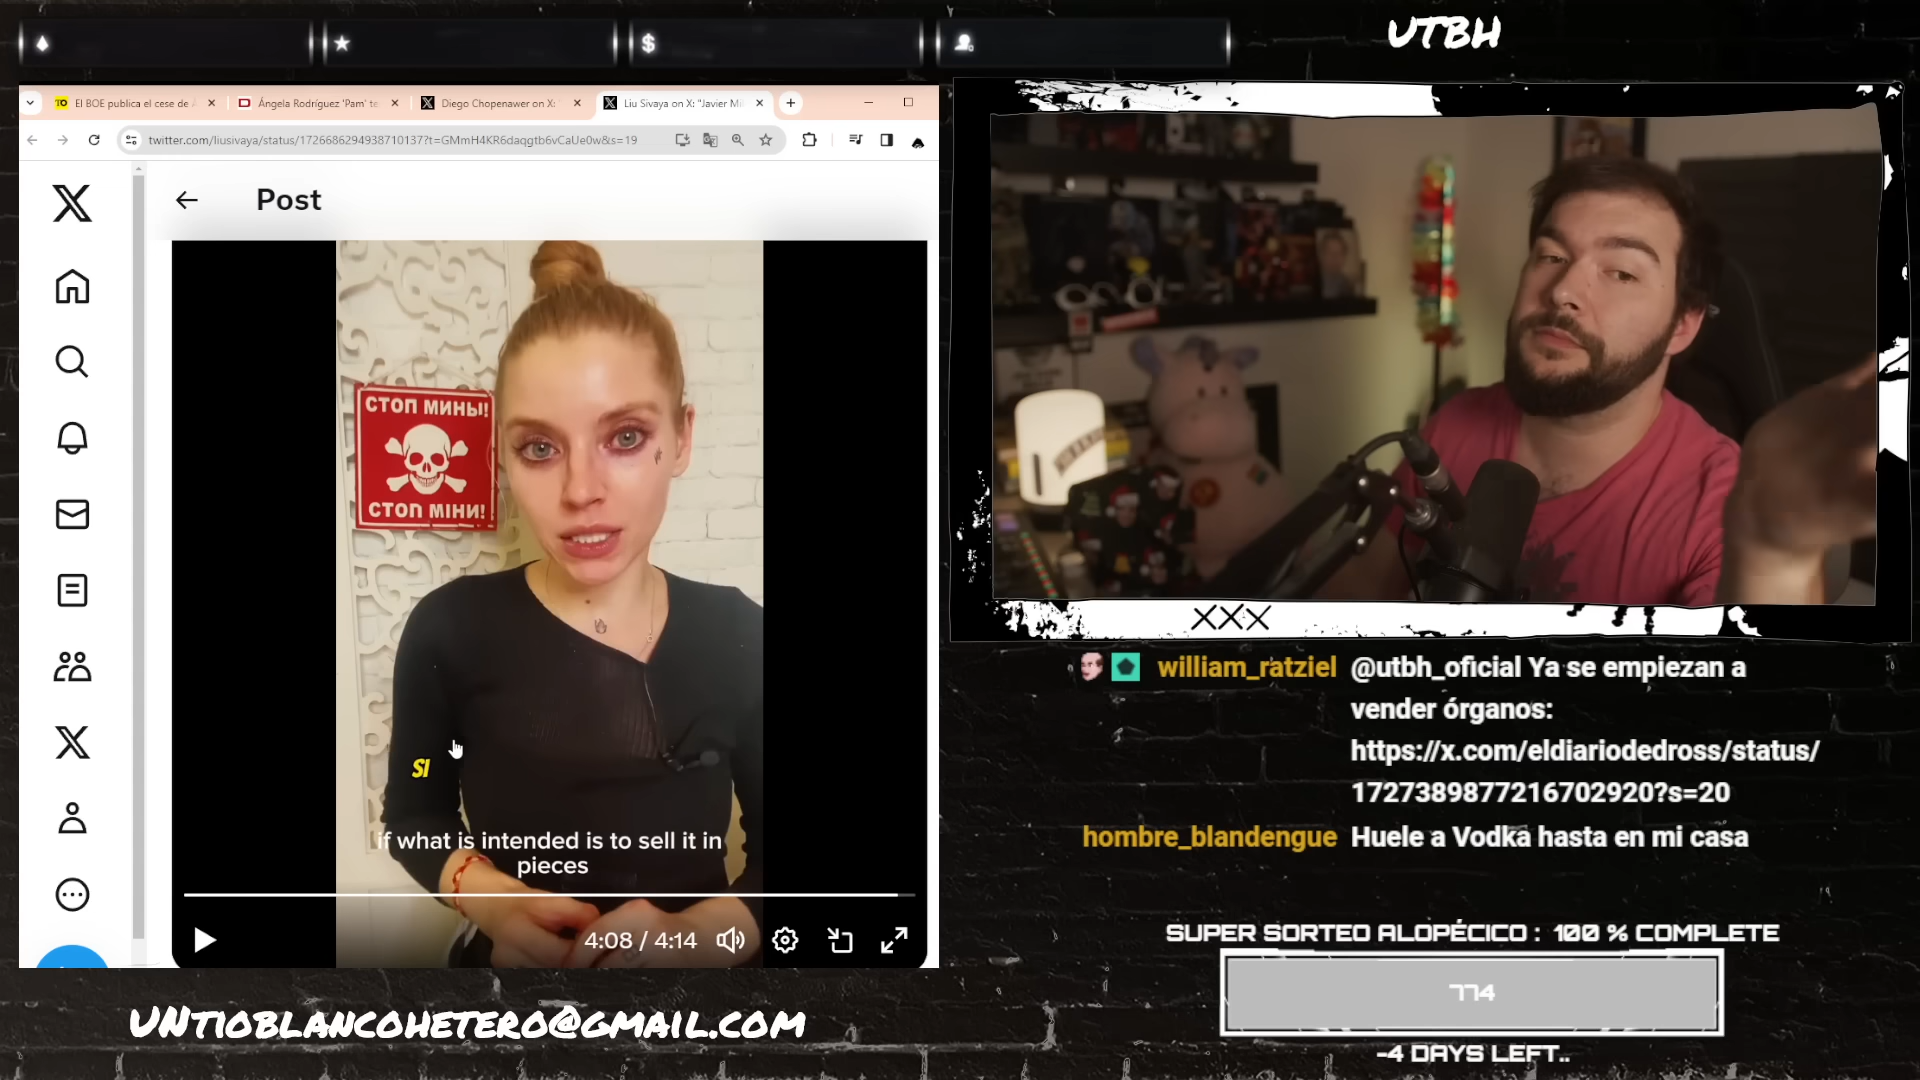 UTBH
El BOE publica el cese de
Ángela Rodríguez 'Pam' te
Diego Chopenawer on X:
Liu Sivaya on X: "Javier Mi
twitter.com/liusivaya/status/1726686294938710137?t=GMmH4KR6daqgtb6vCaUe0w&s=19
Post
СТОП МИНЫ!
СТОП МІНИ!
SI
if what is intended is to sell it in
pieces
4:08 / 4:14
XXX
william_ratziel @utbh_oficial Ya se empiezan a
vender órganos:
https://x.com/eldiariodedross/status/
1727389877216702920?s=20
hombre_blandengue Huele a Vodka hasta en mi casa
SUPER SORTEO ALOPÉCICO : 100 % COMPLETE
774
-4 DAYS LEFT..
UNTIOBLANCOHETERO@GMAIL.COM